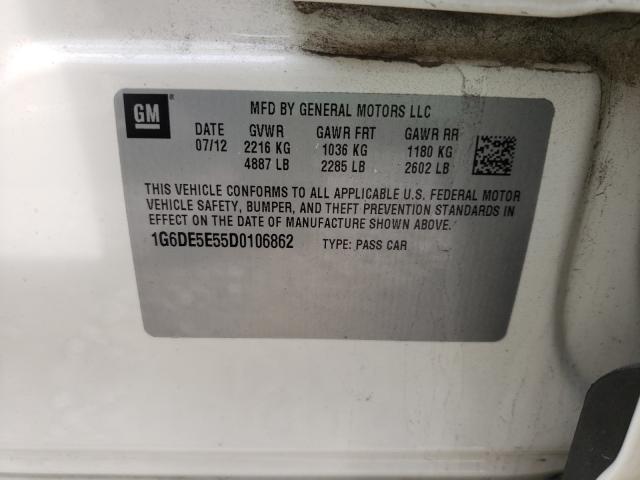 GM ® MFD BY GENERAL MOTORS LLC
DATE GVWR GAWR FRT GAWR RR
07/12 2216 KG 1036 KG 1180 KG
4887 LB 2285 LB 2602 LB
THIS VEHICLE CONFORMS TO ALL APPLICABLE U.S. FEDERAL MOTOR
VEHICLE SAFETY, BUMPER, AND THEFT PREVENTION STANDARDS IN
EFFECT ON THE DATE OF MANUFACTURE SHOWN ABOVE.
1G6DE5E55D0106862 TYPE: PASS CAR